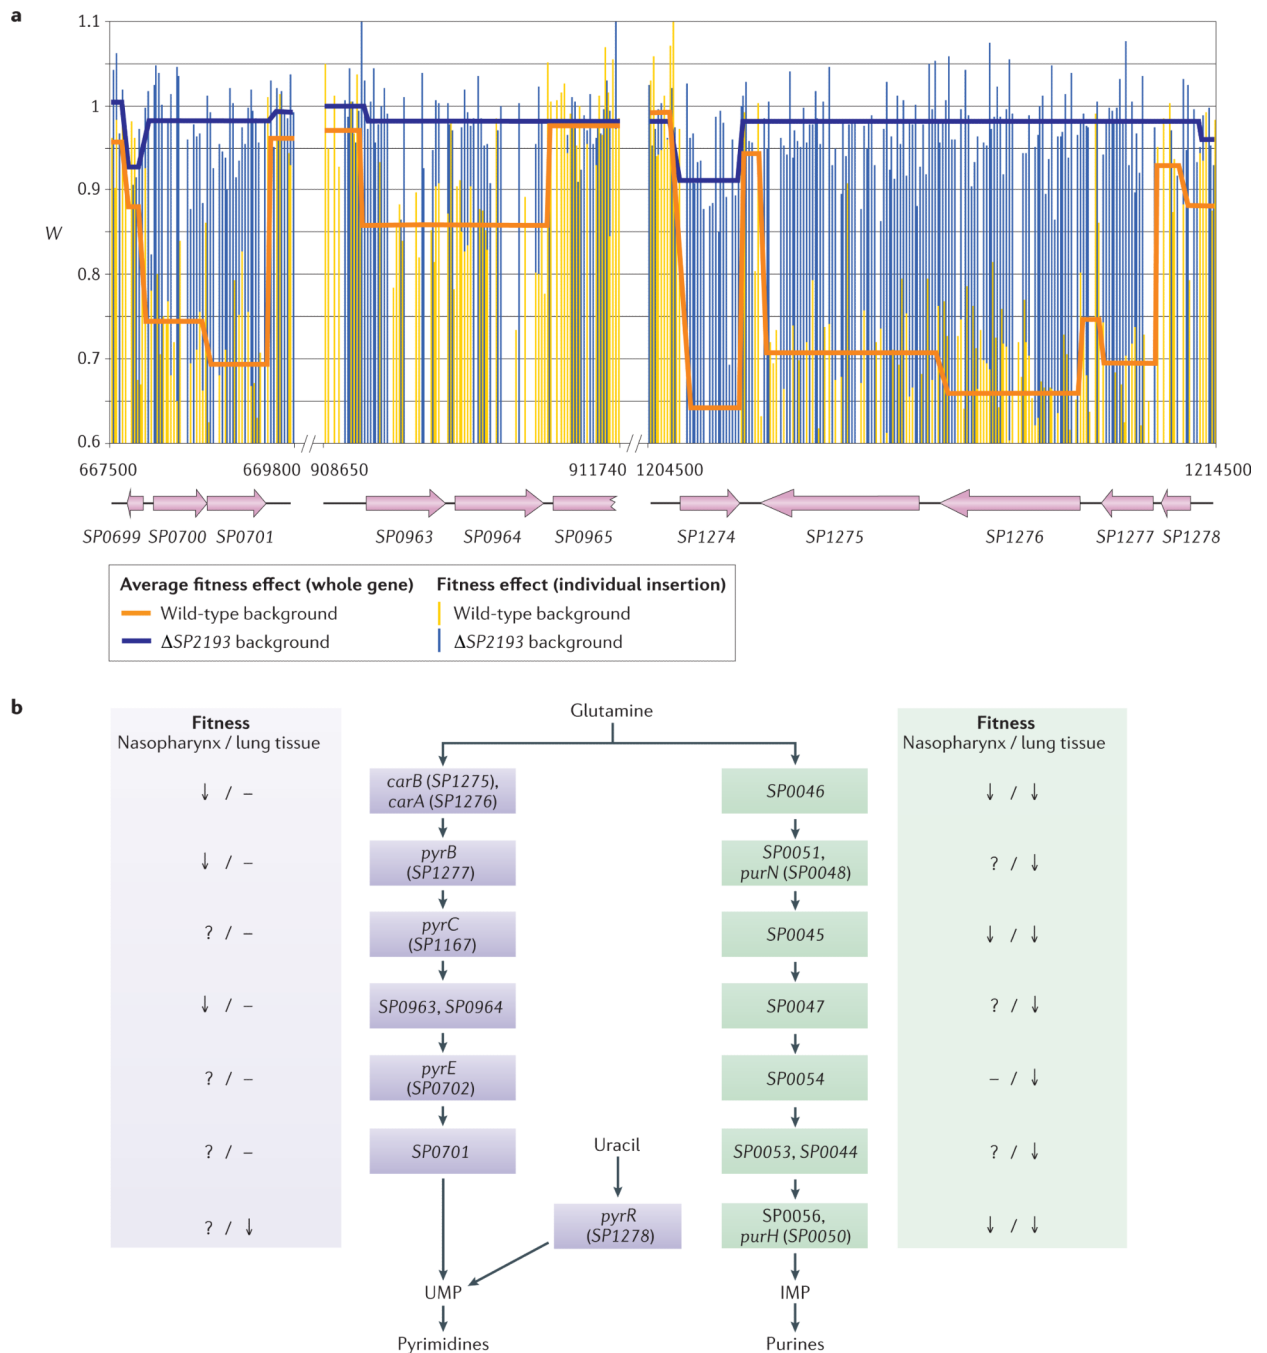 a
1.1
1
0.9
0.8
0.7
0.6
W
667500 669800 908650 911740 1204500 1214500
SP0699 SP0700 SP0701 SP0963 SP0964 SP0965 SP1274 SP1275 SP1276 SP1277 SP1278
Average fitness effect (whole gene) Fitness effect (individual insertion)
Wild-type background Wild-type background
ΔSP2193 background ΔSP2193 background
b
Glutamine
Fitness
Nasopharynx / lung tissue
Fitness
Nasopharynx / lung tissue
↓ / –
carB (SP1275),
carA (SP1276)
SP0046
↓ / ↓
↓ / –
pyrB
(SP1277)
SP0051,
purN (SP0048)
? / ↓
? / –
pyrC
(SP1167)
SP0045
↓ / ↓
↓ / –
SP0963, SP0964
SP0047
? / ↓
? / –
pyrE
(SP0702)
SP0054
– / ↓
? / –
SP0701
Uracil
SP0053, SP0044
? / ↓
? / ↓
pyrR
(SP1278)
SP0056,
purH (SP0050)
↓ / ↓
UMP
IMP
Pyrimidines
Purines